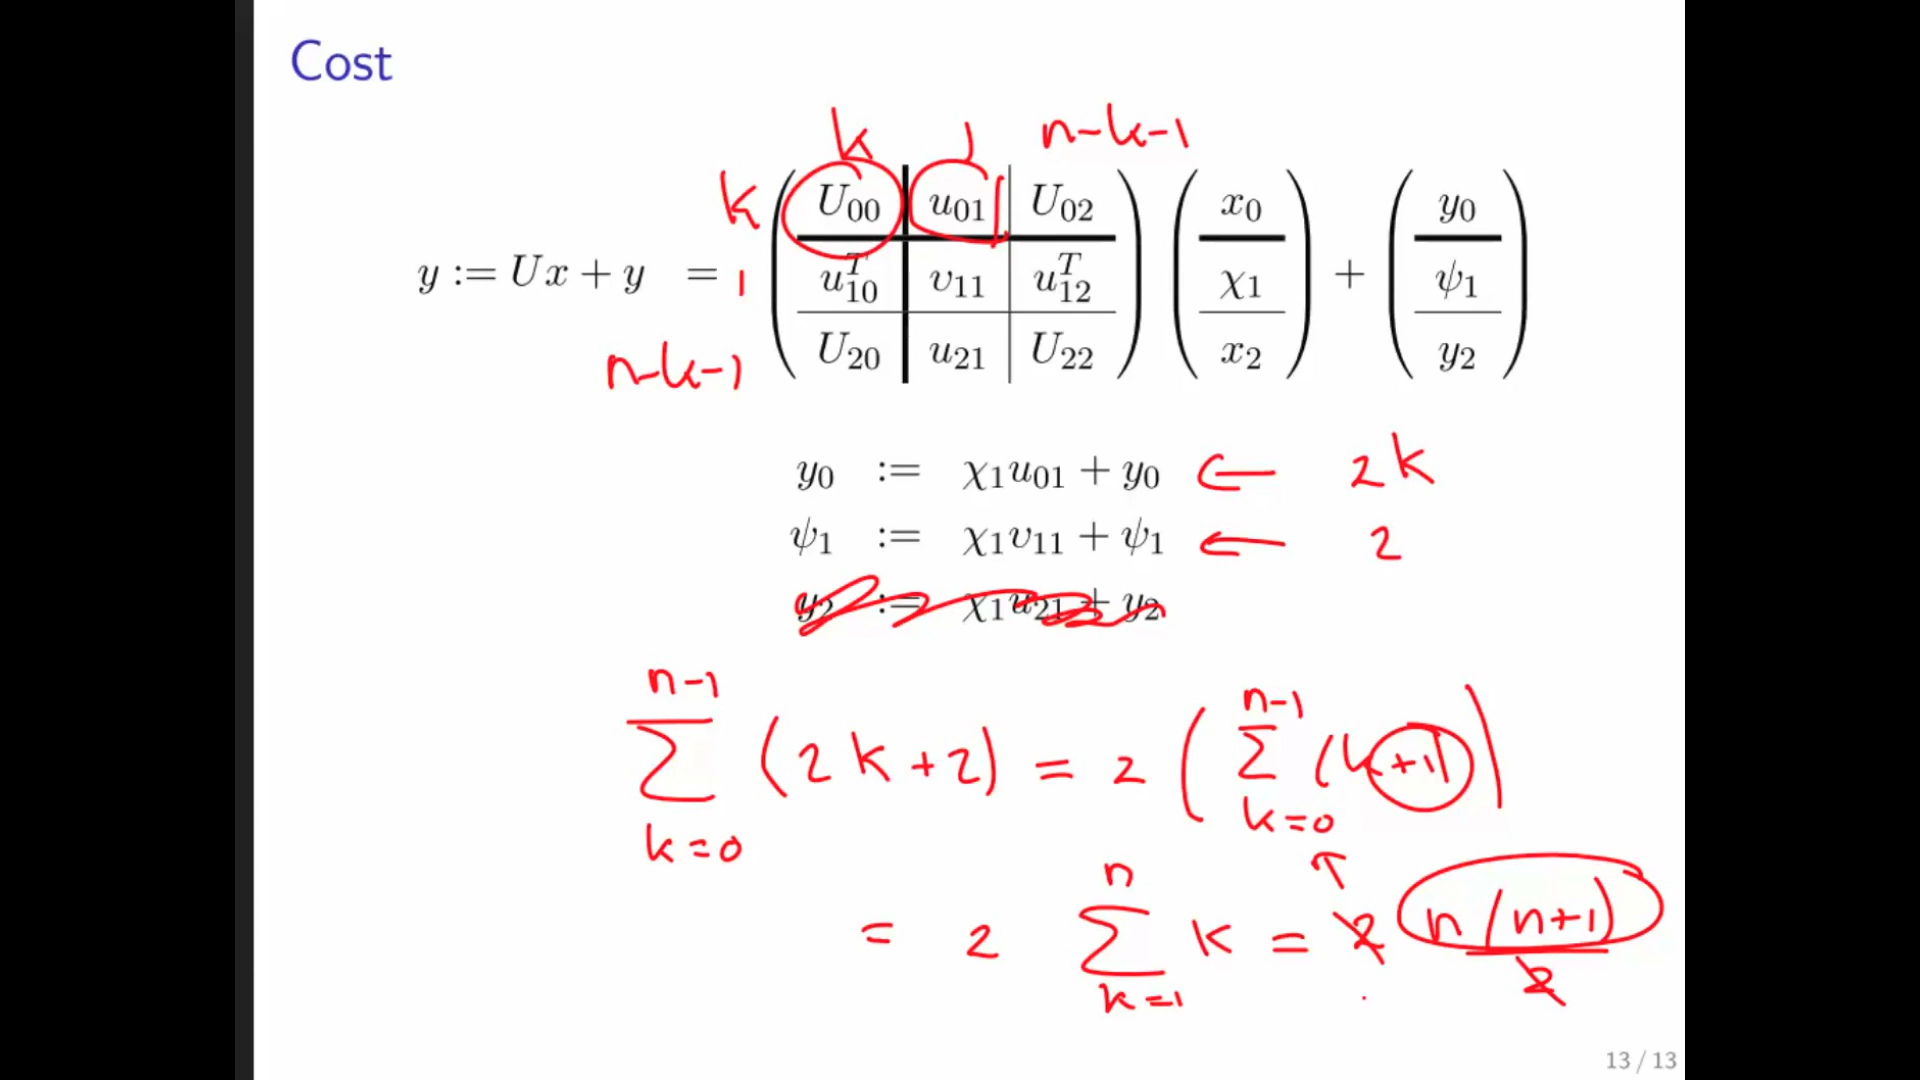 Cost
k 1 n-k-1
k U₀₀ u₀₁ U₀₂ x₀ y₀
y := Ux + y = 1 u₁₀ᵀ υ₁₁ u₁₂ᵀ χ₁ + ψ₁
n-k-1 U₂₀ u₂₁ U₂₂ x₂ y₂
y₀ := χ₁u₀₁ + y₀ ← 2k
ψ₁ := χ₁υ₁₁ + ψ₁ ← 2
y₂ := χ₁u₂₁ + y₂
n-1 n-1
Σ (2k+2) = 2 ( Σ (k+1) )
k=0 k=0
n ↑
= 2 Σ k = 2 n(n+1)
k=1 2
13 / 13